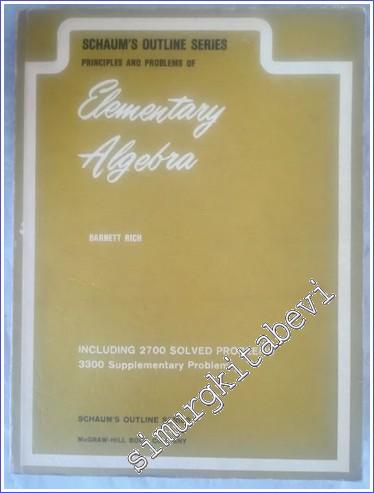 SCHAUM'S OUTLINE SERIES
PRINCIPLES AND PROBLEMS OF
Elementary
Algebra
BARNETT RICH
INCLUDING 2700 SOLVED
3300 Supplementary Problem
SCHAUM'S OUTLINE
McGRAW-HILL
simurgkitabevi